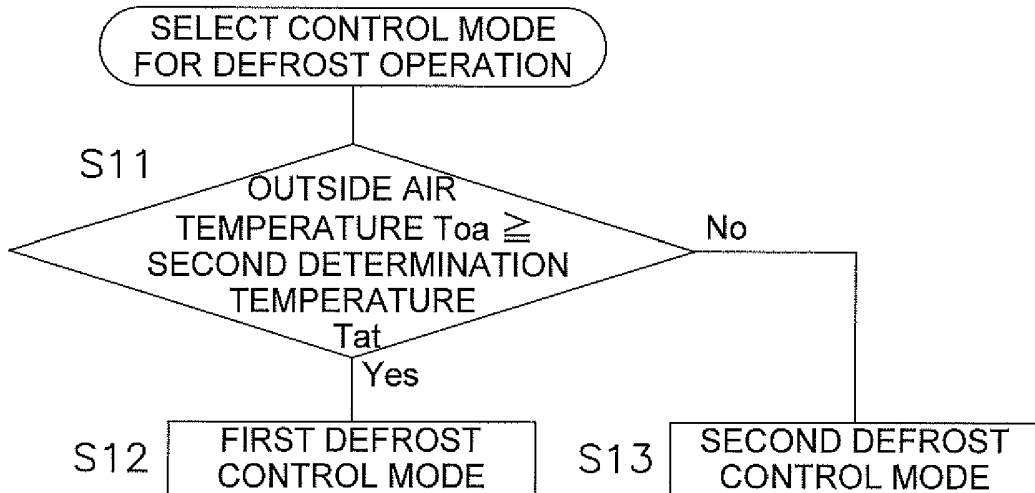 SELECT CONTROL MODE
FOR DEFROST OPERATION
S11
OUTSIDE AIR
TEMPERATURE Toa ≧
SECOND DETERMINATION
TEMPERATURE
Tat
No
Yes
S12
FIRST DEFROST
CONTROL MODE
S13
SECOND DEFROST
CONTROL MODE